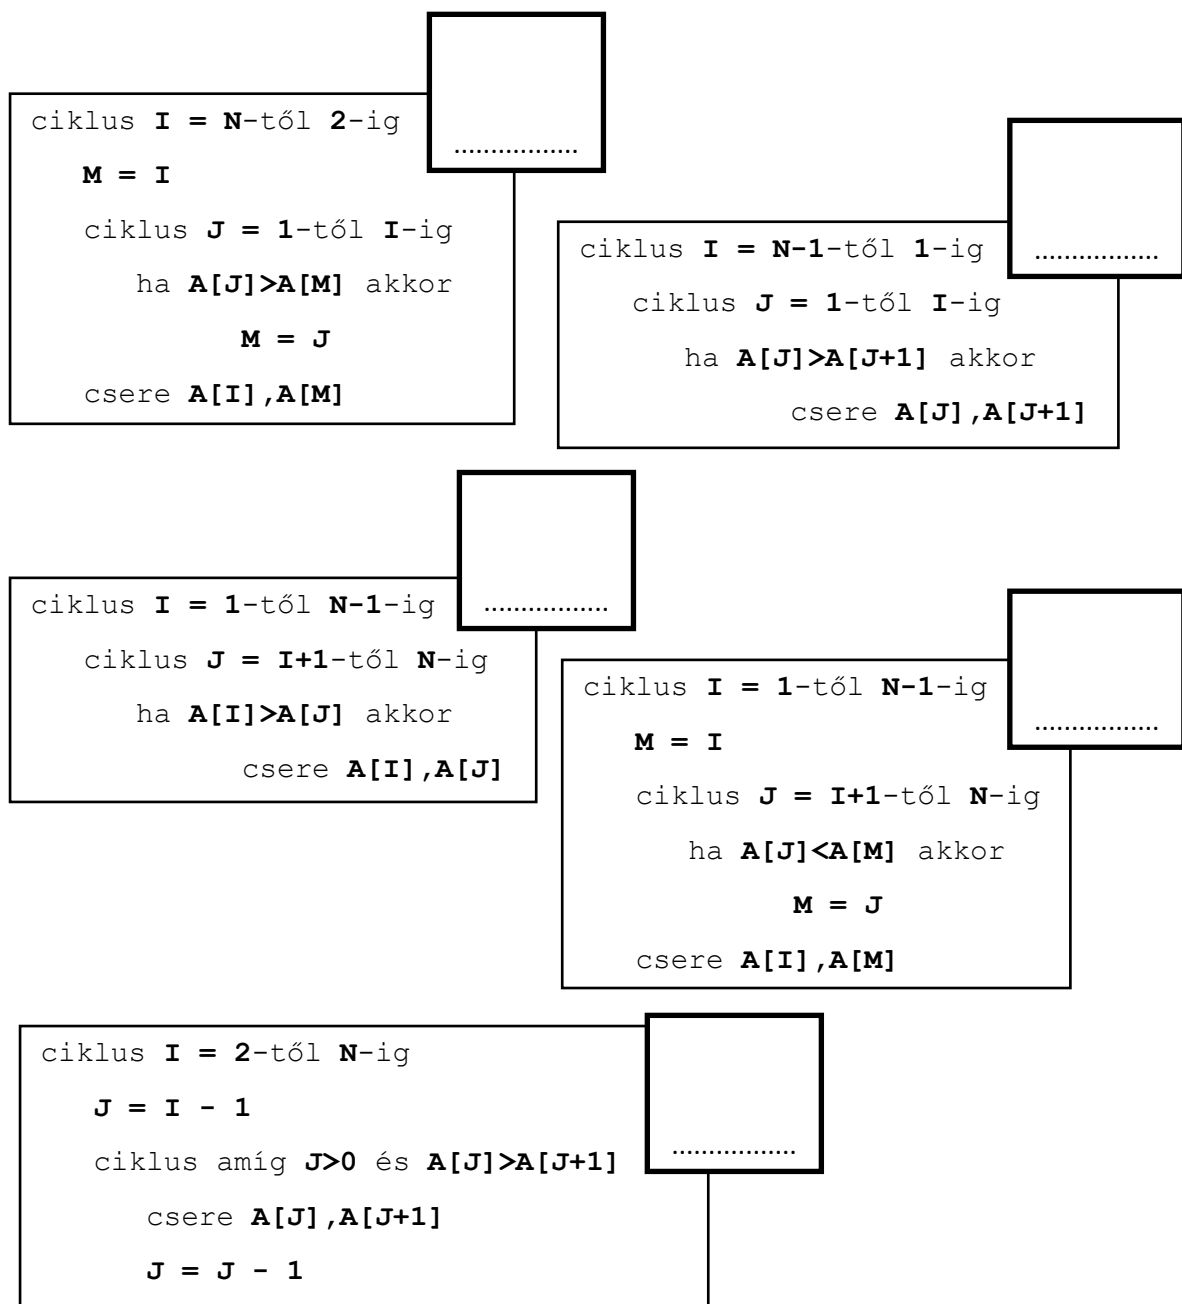 .................
ciklus I = N-től 2-ig
M = I
ciklus J = 1-től I-ig
ha A[J]>A[M] akkor
M = J
csere A[I],A[M]
.................
ciklus I = N-1-től 1-ig
ciklus J = 1-től I-ig
ha A[J]>A[J+1] akkor
csere A[J],A[J+1]
.................
ciklus I = 1-től N-1-ig
ciklus J = I+1-től N-ig
ha A[I]>A[J] akkor
csere A[I],A[J]
.................
ciklus I = 1-től N-1-ig
M = I
ciklus J = I+1-től N-ig
ha A[J]<A[M] akkor
M = J
csere A[I],A[M]
.................
ciklus I = 2-től N-ig
J = I - 1
ciklus amíg J>0 és A[J]>A[J+1]
csere A[J],A[J+1]
J = J - 1